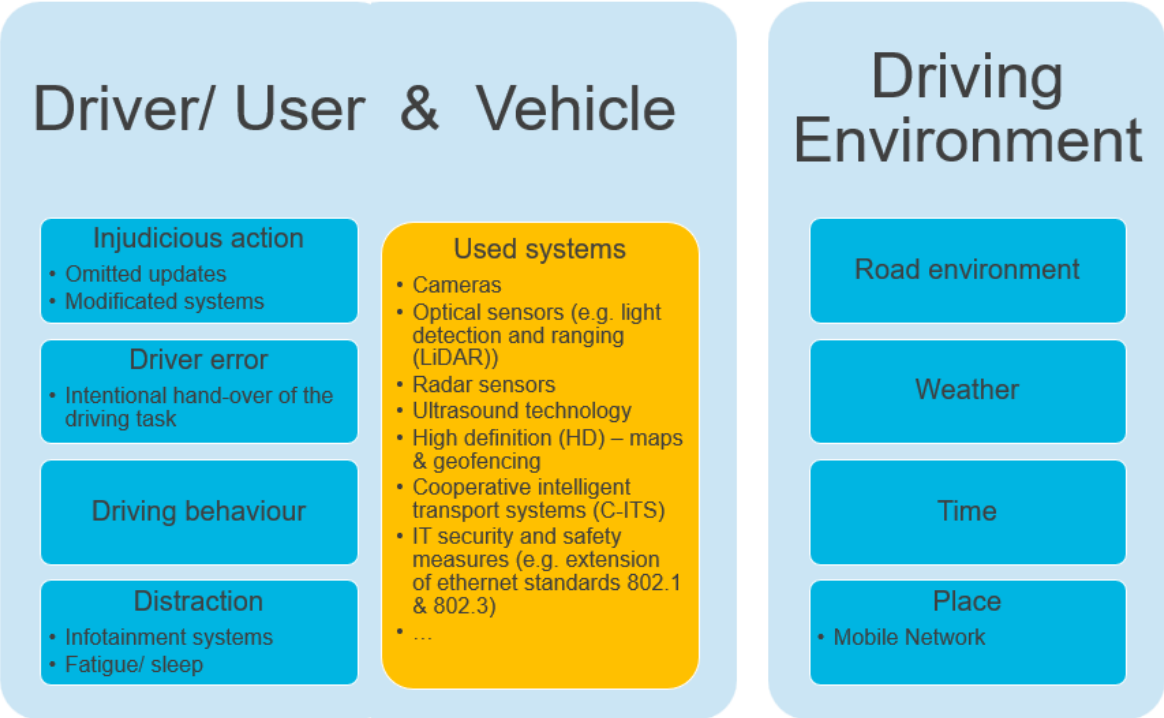 Driver/ User & Vehicle
Injudicious action
• Omitted updates
• Modificated systems
Driver error
• Intentional hand-over of the
driving task
Driving behaviour
Distraction
• Infotainment systems
• Fatigue/ sleep
Used systems
• Cameras
• Optical sensors (e.g. light
detection and ranging
(LiDAR))
• Radar sensors
• Ultrasound technology
• High definition (HD) – maps
& geofencing
• Cooperative intelligent
transport systems (C-ITS)
• IT security and safety
measures (e.g. extension
of ethernet standards 802.1
& 802.3)
• ...
Driving
Environment
Road environment
Weather
Time
Place
• Mobile Network